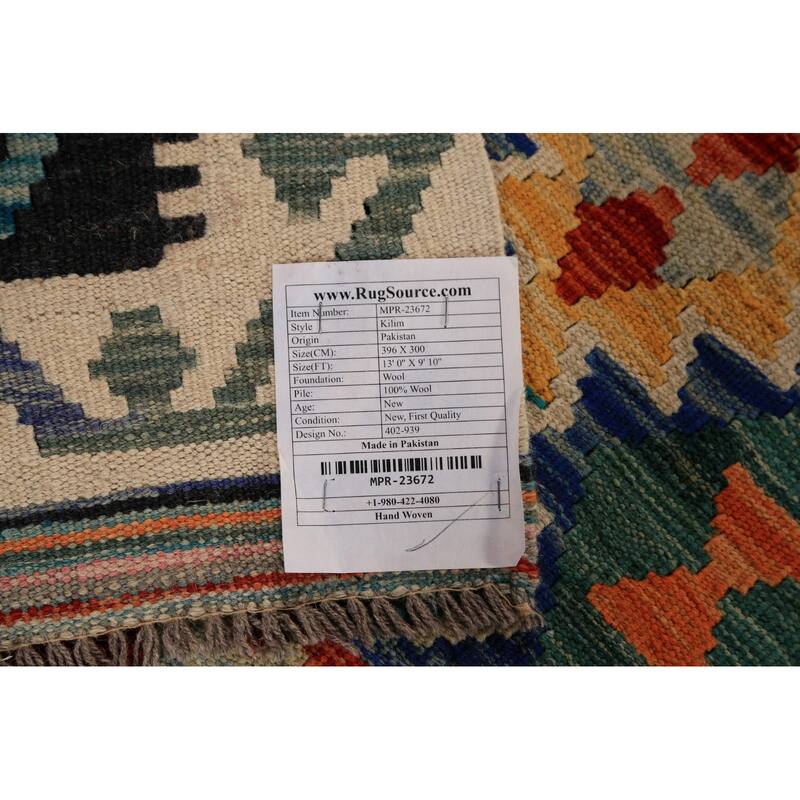 www.RugSource.com
Item Number: MPR-23672
Style Kilim
Origin Pakistan
Size(CM): 396 X 300
Size(FT): 13' 0" X 9' 10"
Foundation: Wool
Pile: 100% Wool
Age: New
Condition: New, First Quality
Design No.: 402-939
Made in Pakistan
MPR-23672
+1-980-422-4080
Hand Woven